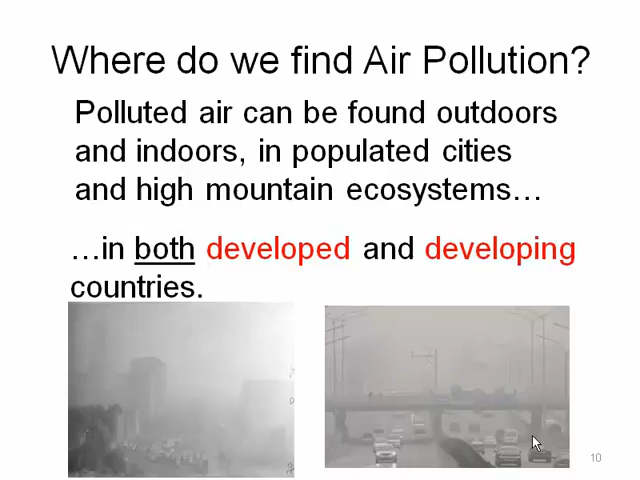 Where do we find Air Pollution?
Polluted air can be found outdoors
and indoors, in populated cities
and high mountain ecosystems…
…in both developed and developing
countries.
10